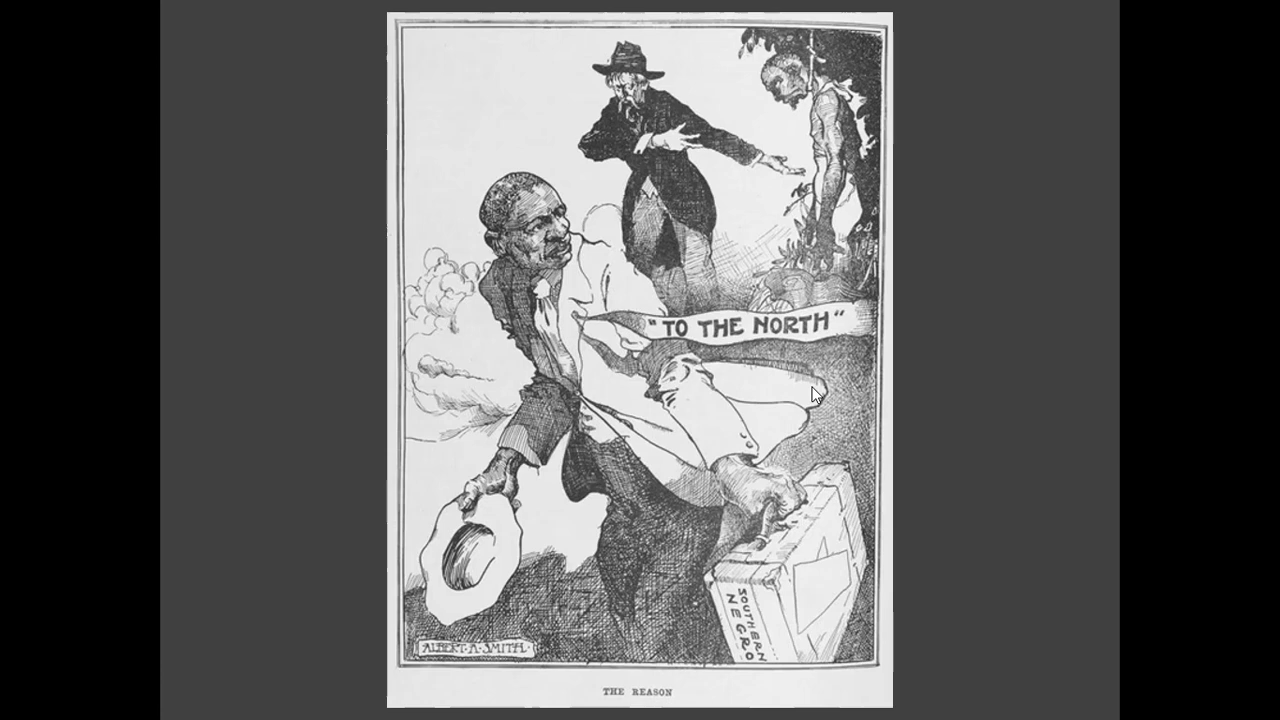 "TO THE NORTH"
SOUTHERN
NEGRO
ALBERT·A·SMITH·
THE REASON